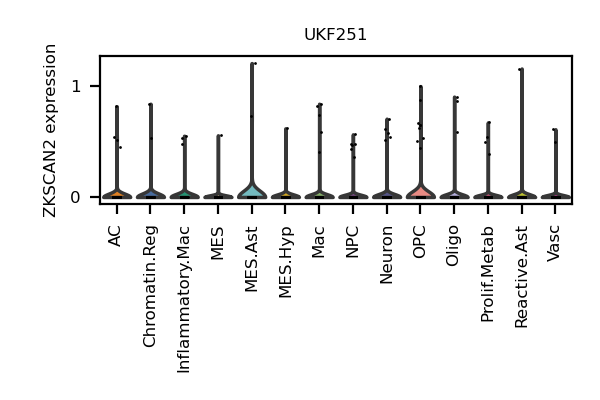 UKF251
ZKSCAN2 expression
1
0
AC
Chromatin.Reg
Inflammatory.Mac
MES
MES.Ast
MES.Hyp
Mac
NPC
Neuron
OPC
Oligo
Prolif.Metab
Reactive.Ast
Vasc